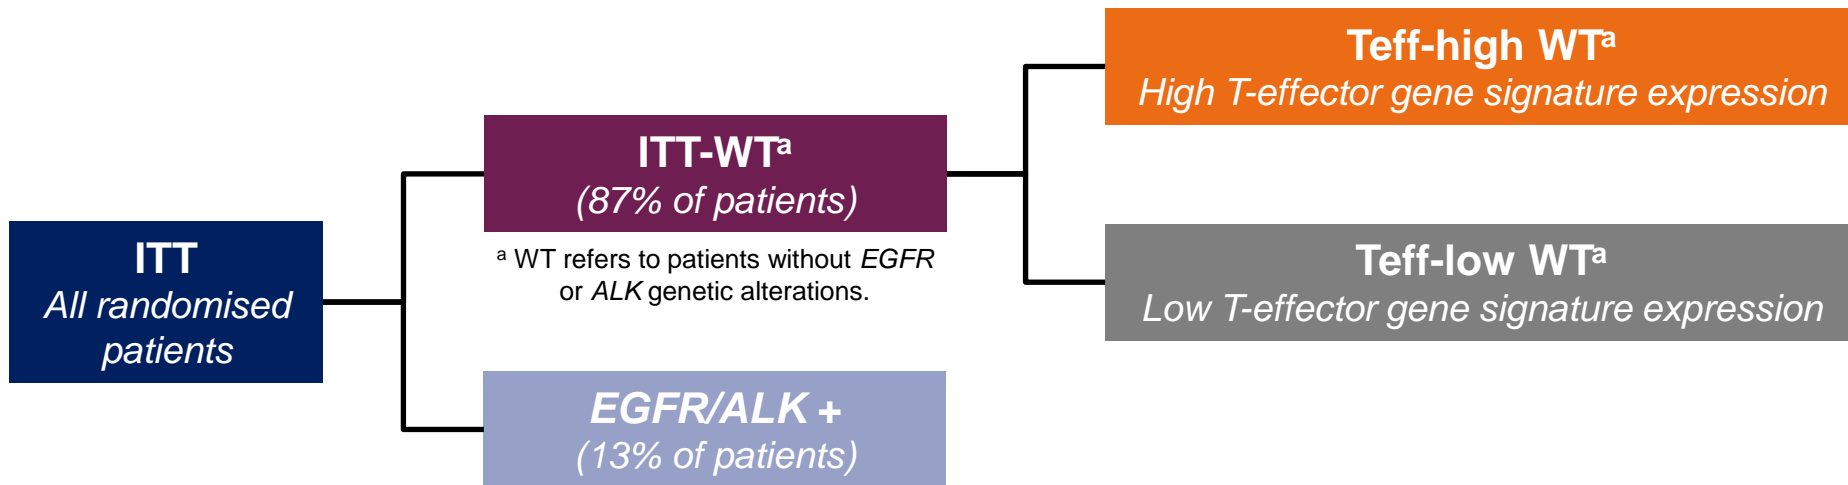 ITT
All randomised
patients
ITT-WTᵃ
(87% of patients)
ᵃ WT refers to patients without EGFR
or ALK genetic alterations.
EGFR/ALK +
(13% of patients)
Teff-high WTᵃ
High T-effector gene signature expression
Teff-low WTᵃ
Low T-effector gene signature expression